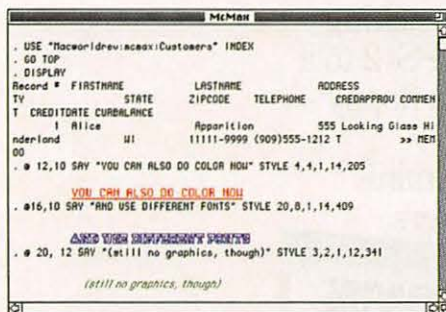 McMax
. USE "Macworldrev:mcmax:Customers" INDEX
. GO TOP
. DISPLAY
Record # FIRSTNAME LASTNAME ADDRESS
TY STATE ZIPCODE TELEPHONE CREDAPPROV COMMEN
T CREDITDATE CURBALANCE
1 Alice Apparition 555 Looking Glass Hi
nderland WI 11111-9999 (909)555-1212 T >> MEM
00
. @ 12,10 SAY "YOU CAN ALSO DO COLOR NOW" STYLE 4,4,1,14,205
YOU CAN ALSO DO COLOR NOW
. @16,10 SAY "AND USE DIFFERENT FONTS" STYLE 20,8,1,14,409
AND USE DIFFERENT FONTS
. @ 20, 12 SAY "(still no graphics, though)" STYLE 3,2,1,12,341
(still no graphics, though)